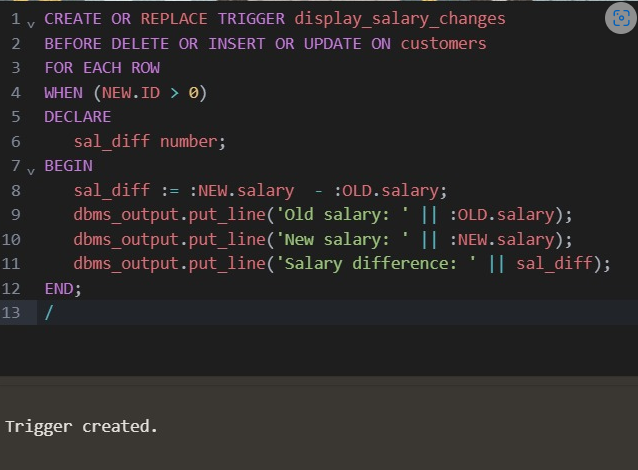 1 CREATE OR REPLACE TRIGGER display_salary_changes
2 BEFORE DELETE OR INSERT OR UPDATE ON customers
3 FOR EACH ROW
4 WHEN (NEW.ID > 0)
5 DECLARE
6    sal_diff number;
7 BEGIN
8    sal_diff := :NEW.salary  - :OLD.salary;
9    dbms_output.put_line('Old salary: ' || :OLD.salary);
10    dbms_output.put_line('New salary: ' || :NEW.salary);
11    dbms_output.put_line('Salary difference: ' || sal_diff);
12 END;
13 /
Trigger created.